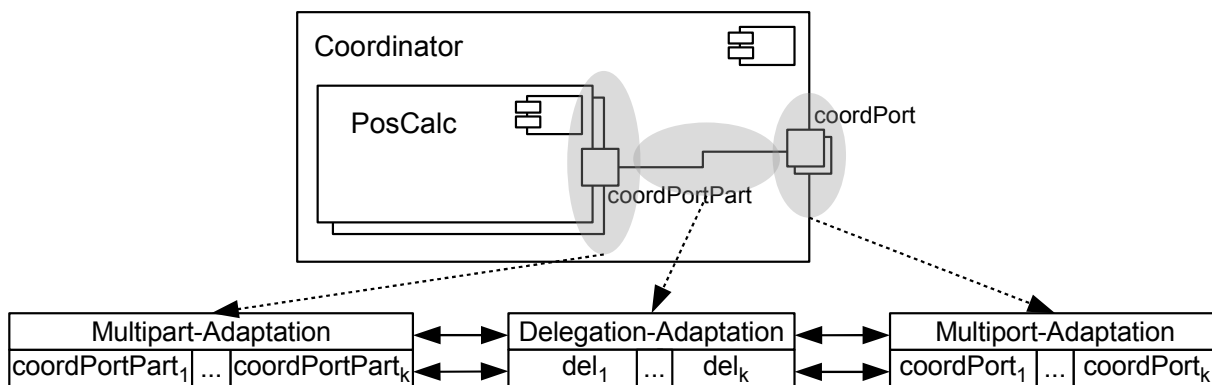 Coordinator
PosCalc
coordPort
coordPortPart
Multipart-Adaptation
coordPortPart₁ ... coordPortPartₖ
Delegation-Adaptation
del₁ ... delₖ
Multiport-Adaptation
coordPort₁ ... coordPortₖ